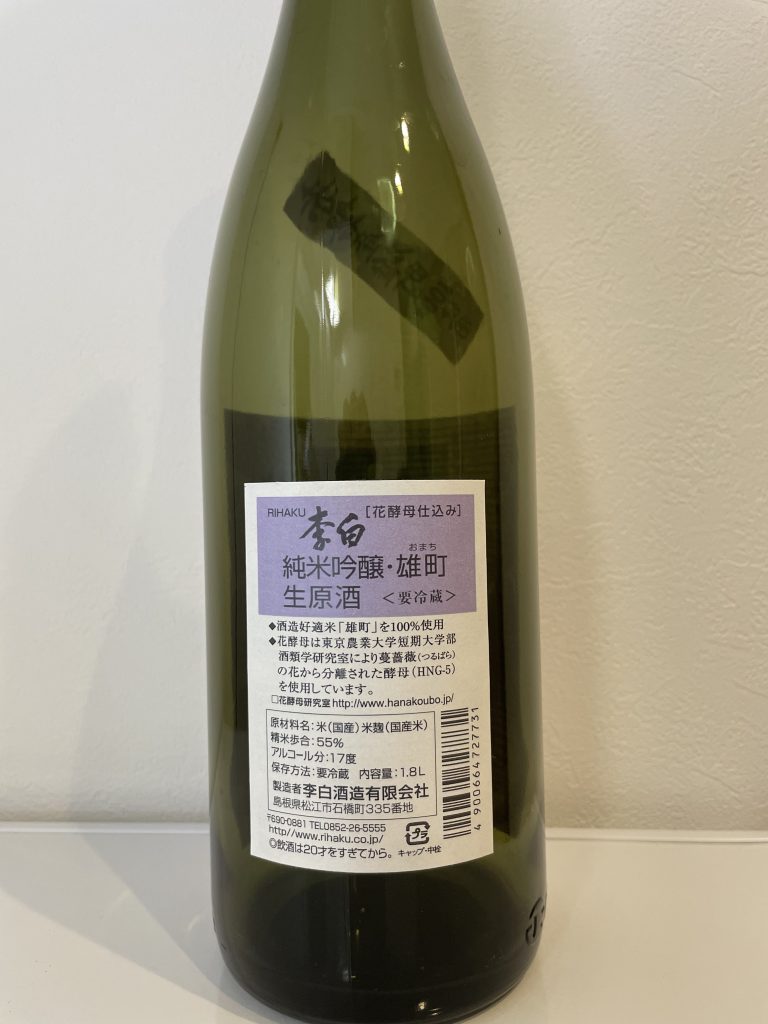 RIHAKU 李白 [花酵母仕込み]
おまち
純米吟醸・雄町
生原酒 <要冷蔵>
◆酒造好適米「雄町」を100%使用
◆花酵母は東京農業大学短期大学部
酒類学研究室により蔓薔薇(つるばら)
の花から分離された酵母(HNG-5)
を使用しています。
□花酵母研究室http://www.hanakoubo.jp/
原材料名:米(国産)米麹(国産米)
精米歩合:55%
アルコール分:17度
保存方法:要冷蔵 内容量:1.8L
製造者 李白酒造有限会社
島根県松江市石橋町335番地
〒690-0881 TEL0852-26-5555
http//www.rihaku.co.jp/
◎飲酒は20才をすぎてから。
プラ
キャップ・中栓
4 900664 727731